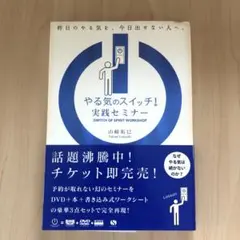 昨日のやる気を、今日出せない人へ。
やる気のスイッチ!
実践セミナー
SWITCH OF SPIRIT WORKSHOP
山﨑拓巳
話題沸騰中!
チケット即完売!
予約が取れない幻のセミナーを
DVD+本+書き込み式ワークシート
の豪華3点セットで完全再現!
なぜ
やる気は
続かない
のか?